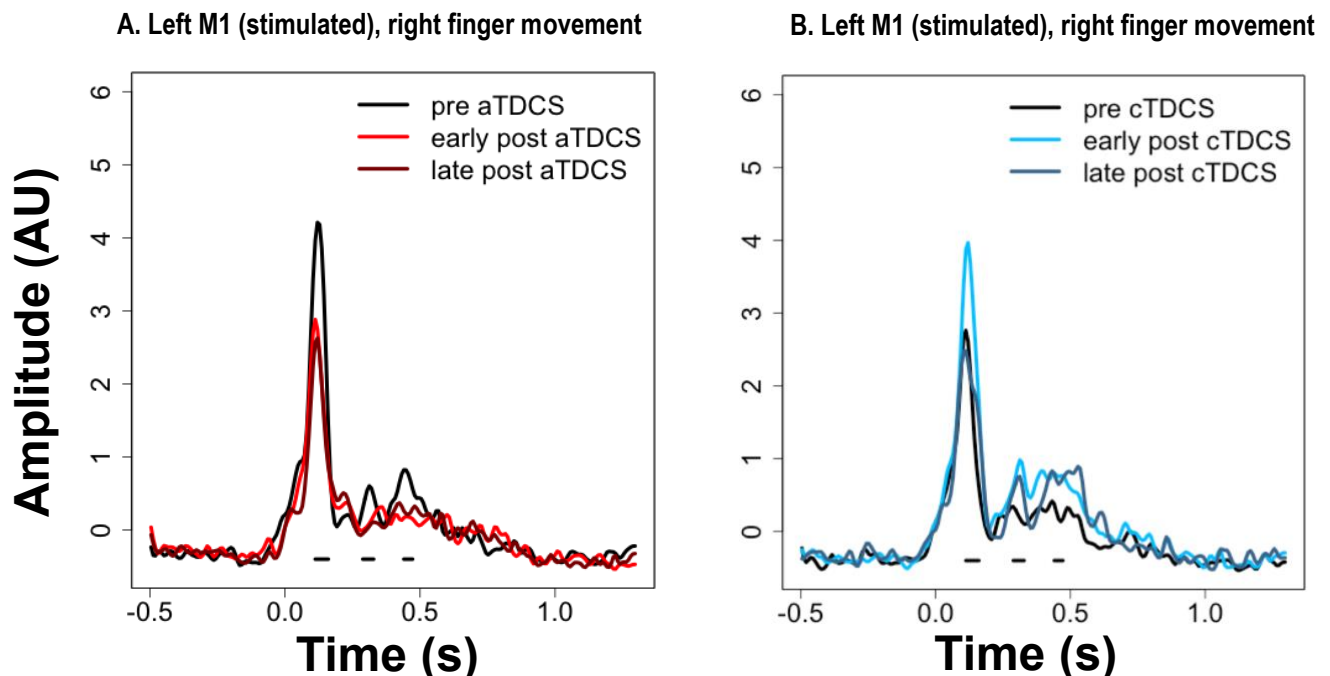 A. Left M1 (stimulated), right finger movement
B. Left M1 (stimulated), right finger movement
Amplitude (AU)
6
5
4
3
2
1
0
pre aTDCS
early post aTDCS
late post aTDCS
-0.5 0.0 0.5 1.0
Time (s)
6
5
4
3
2
1
0
pre cTDCS
early post cTDCS
late post cTDCS
-0.5 0.0 0.5 1.0
Time (s)